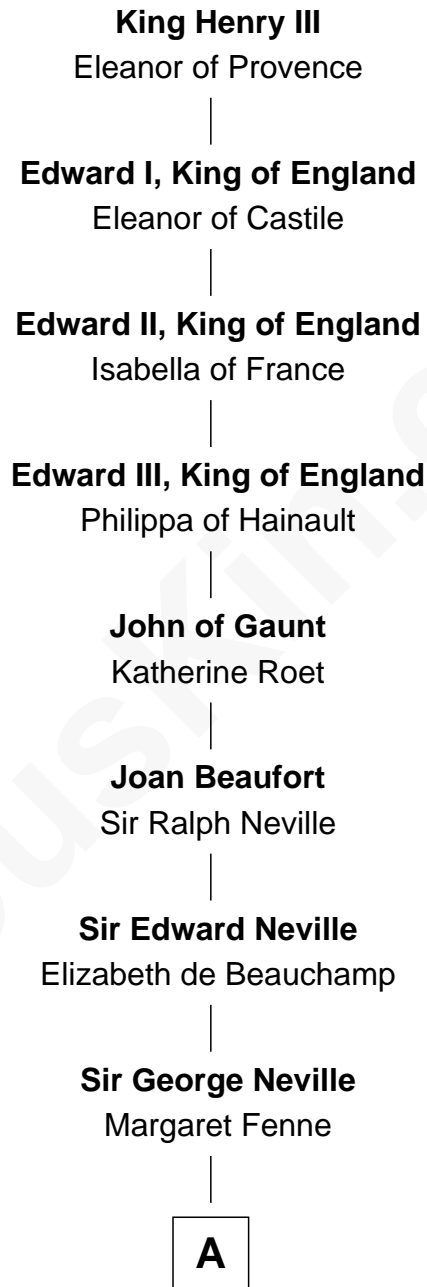 King Henry III
Eleanor of Provence
Edward I, King of England
Eleanor of Castile
Edward II, King of England
Isabella of France
Edward III, King of England
Philippa of Hainault
John of Gaunt
Katherine Roet
Joan Beaufort
Sir Ralph Neville
Sir Edward Neville
Elizabeth de Beauchamp
Sir George Neville
Margaret Fenne
A